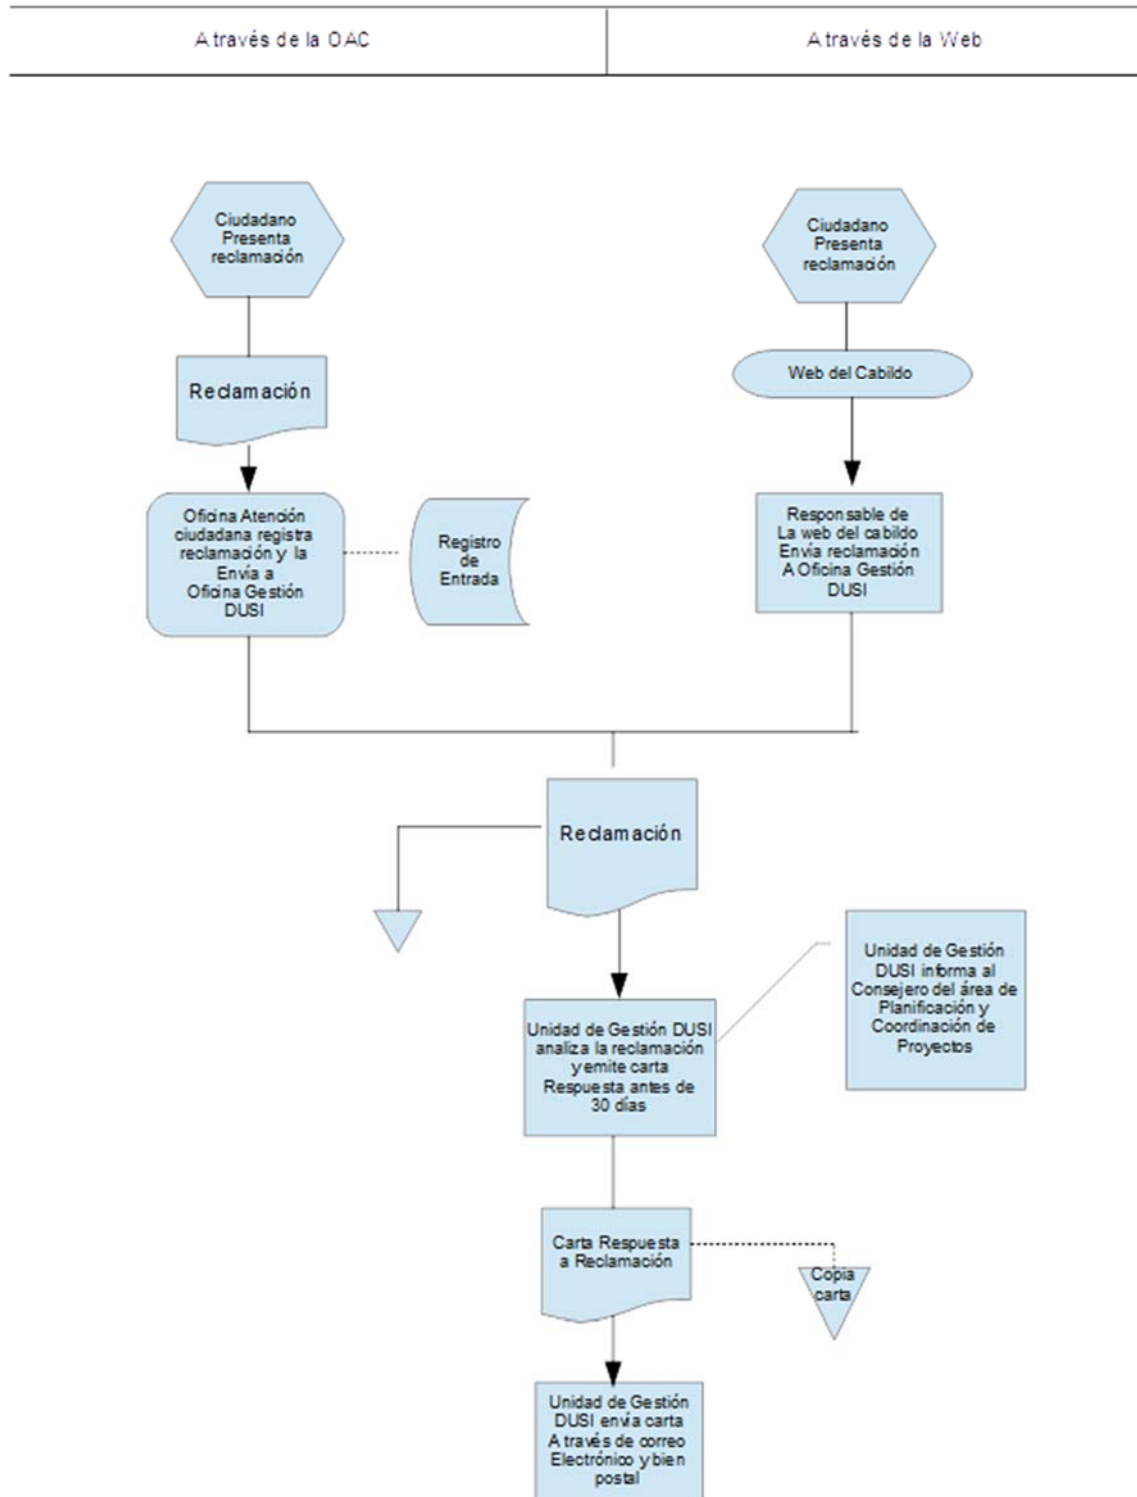 A través de la OAC
A través de la Web
Ciudadano
Presenta
reclamación
Ciudadano
Presenta
reclamación
Reclamación
Web del Cabildo
Oficina Atención
ciudadana registra
reclamación y la
Envía a
Oficina Gestión
DUSI
Registro
de
Entrada
Responsable de
La web del cabildo
Envía reclamación
A Oficina Gestión
DUSI
Reclamación
Unidad de Gestión
DUSI informa al
Consejero del área de
Planificación y
Coordinación de
Proyectos
Unidad de Gestión DUSI
analiza la reclamación
y emite carta
Respuesta antes de
30 días
Carta Respuesta
a Reclamación
Copia
carta
Unidad de Gestión
DUSI envía carta
A través de correo
Electrónico y bien
postal